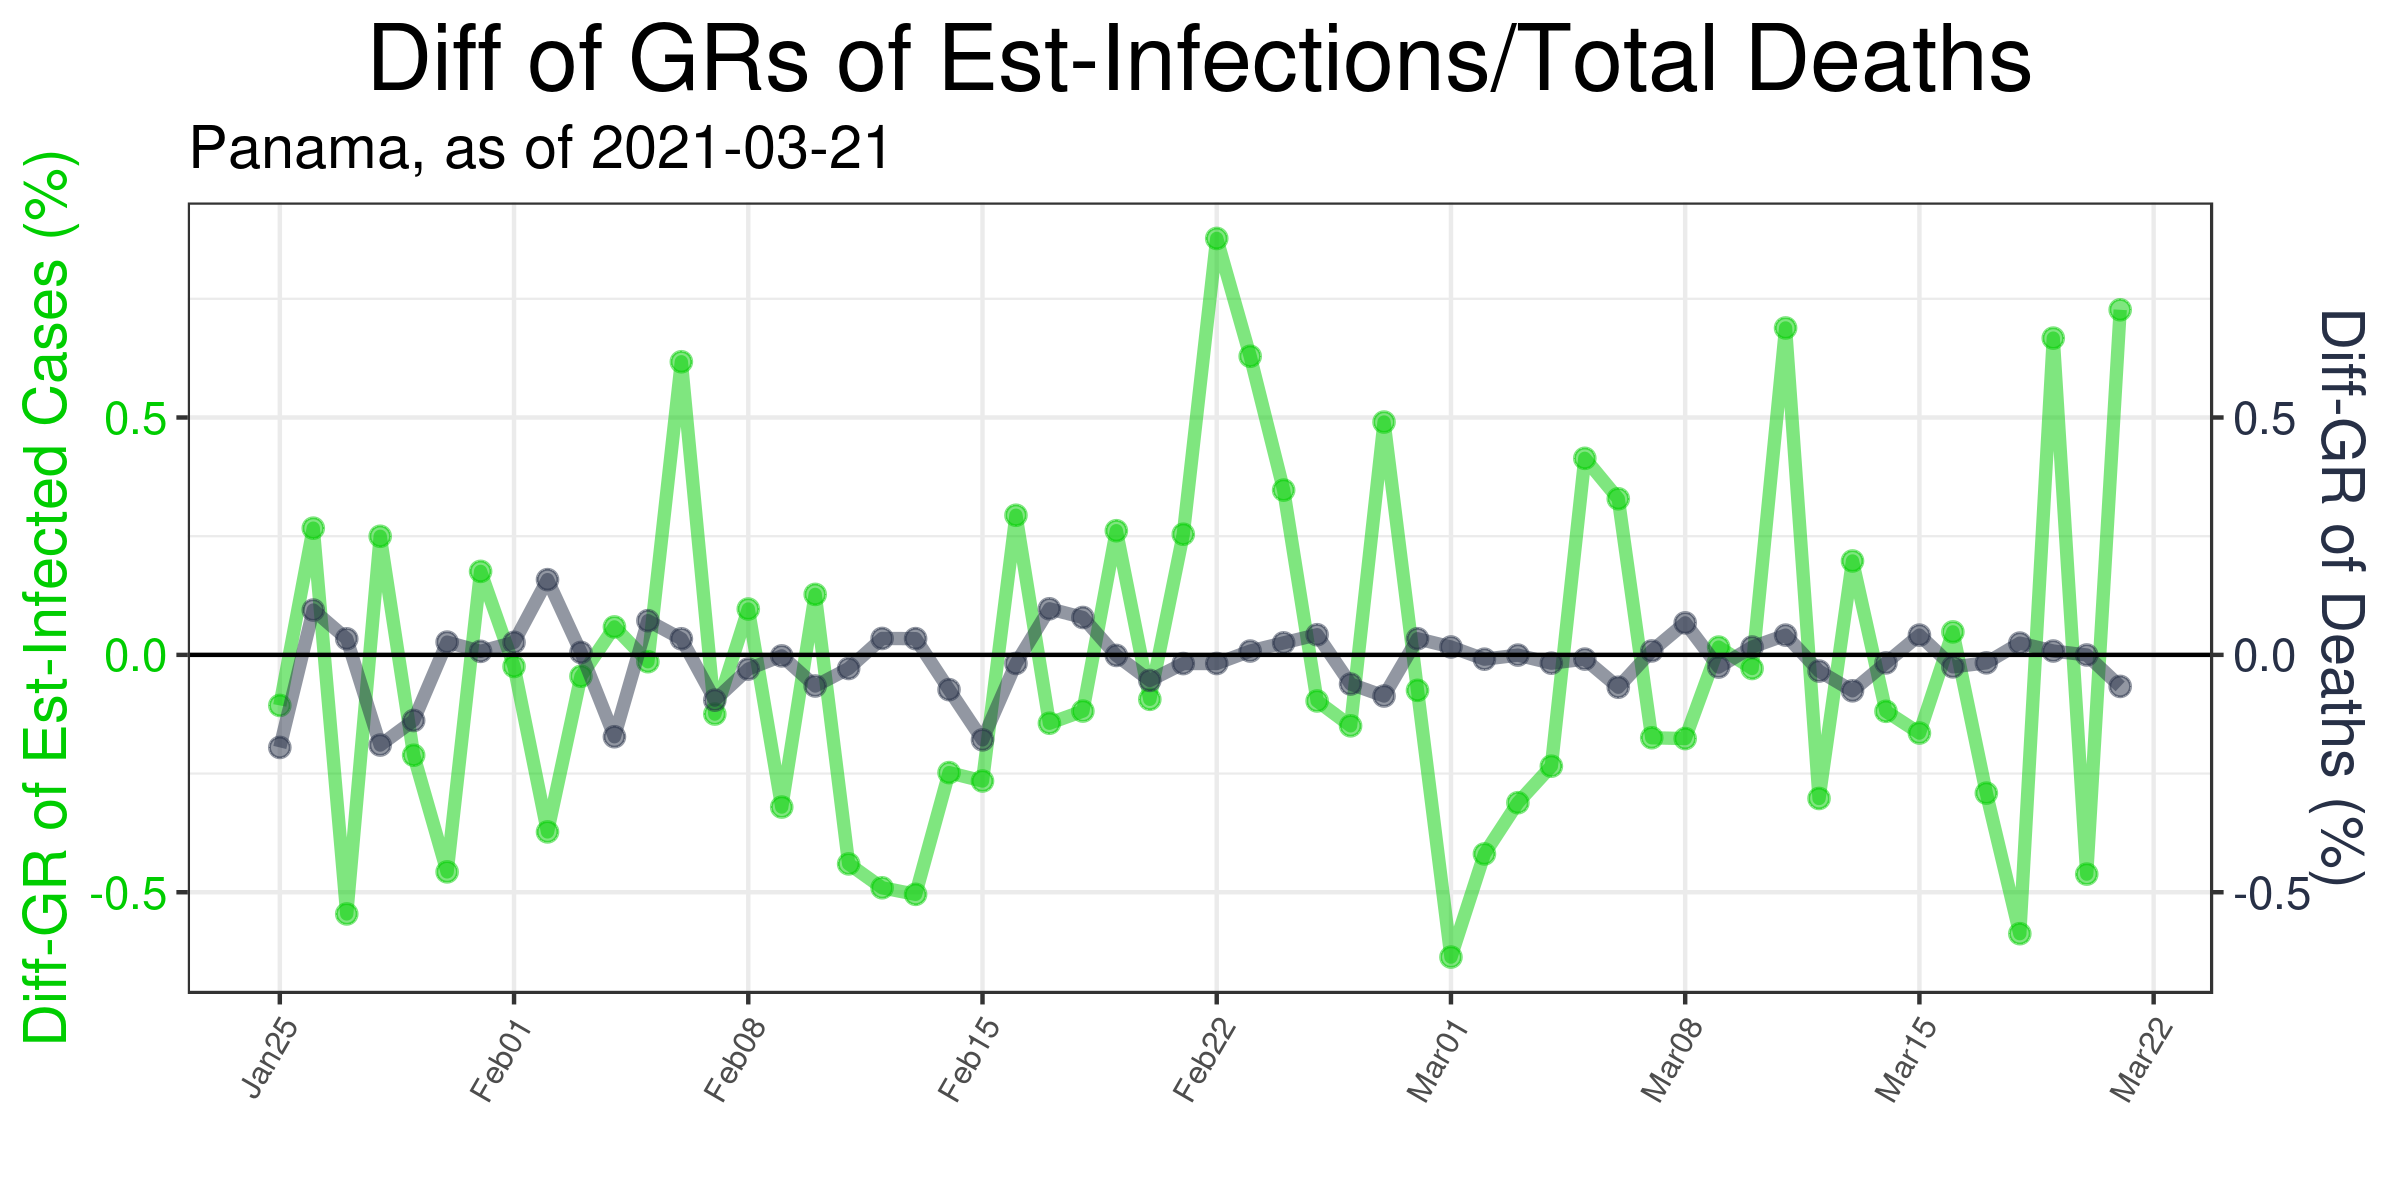 Diff of GRs of Est-Infections/Total Deaths
Panama, as of 2021-03-21
Diff-GR of Est-Infected Cases (%)
0.5
0.0
-0.5
0.5
0.0
-0.5
Diff-GR of Deaths (%)
Jan25
Feb01
Feb08
Feb15
Feb22
Mar01
Mar08
Mar15
Mar22